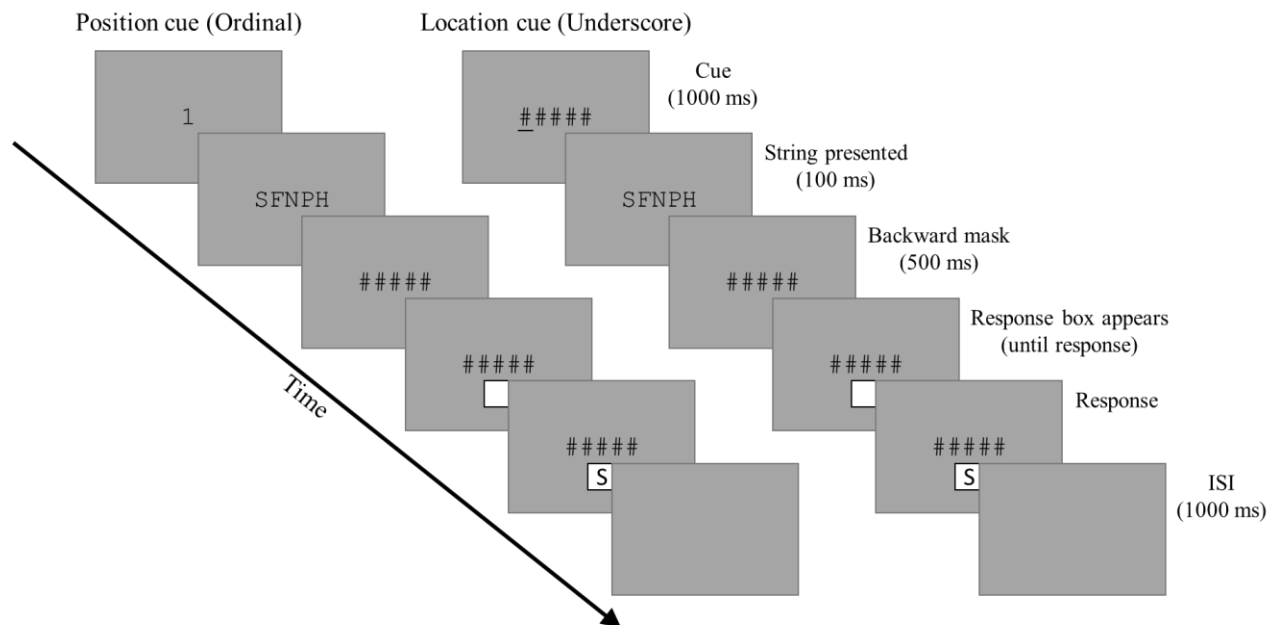 Position cue (Ordinal)
Location cue (Underscore)
1
#####
Cue
(1000 ms)
SFNPH
SFNPH
String presented
(100 ms)
#####
#####
Backward mask
(500 ms)
#####
#####
Response box appears
(until response)
Time
#####
S
#####
S
Response
ISI
(1000 ms)